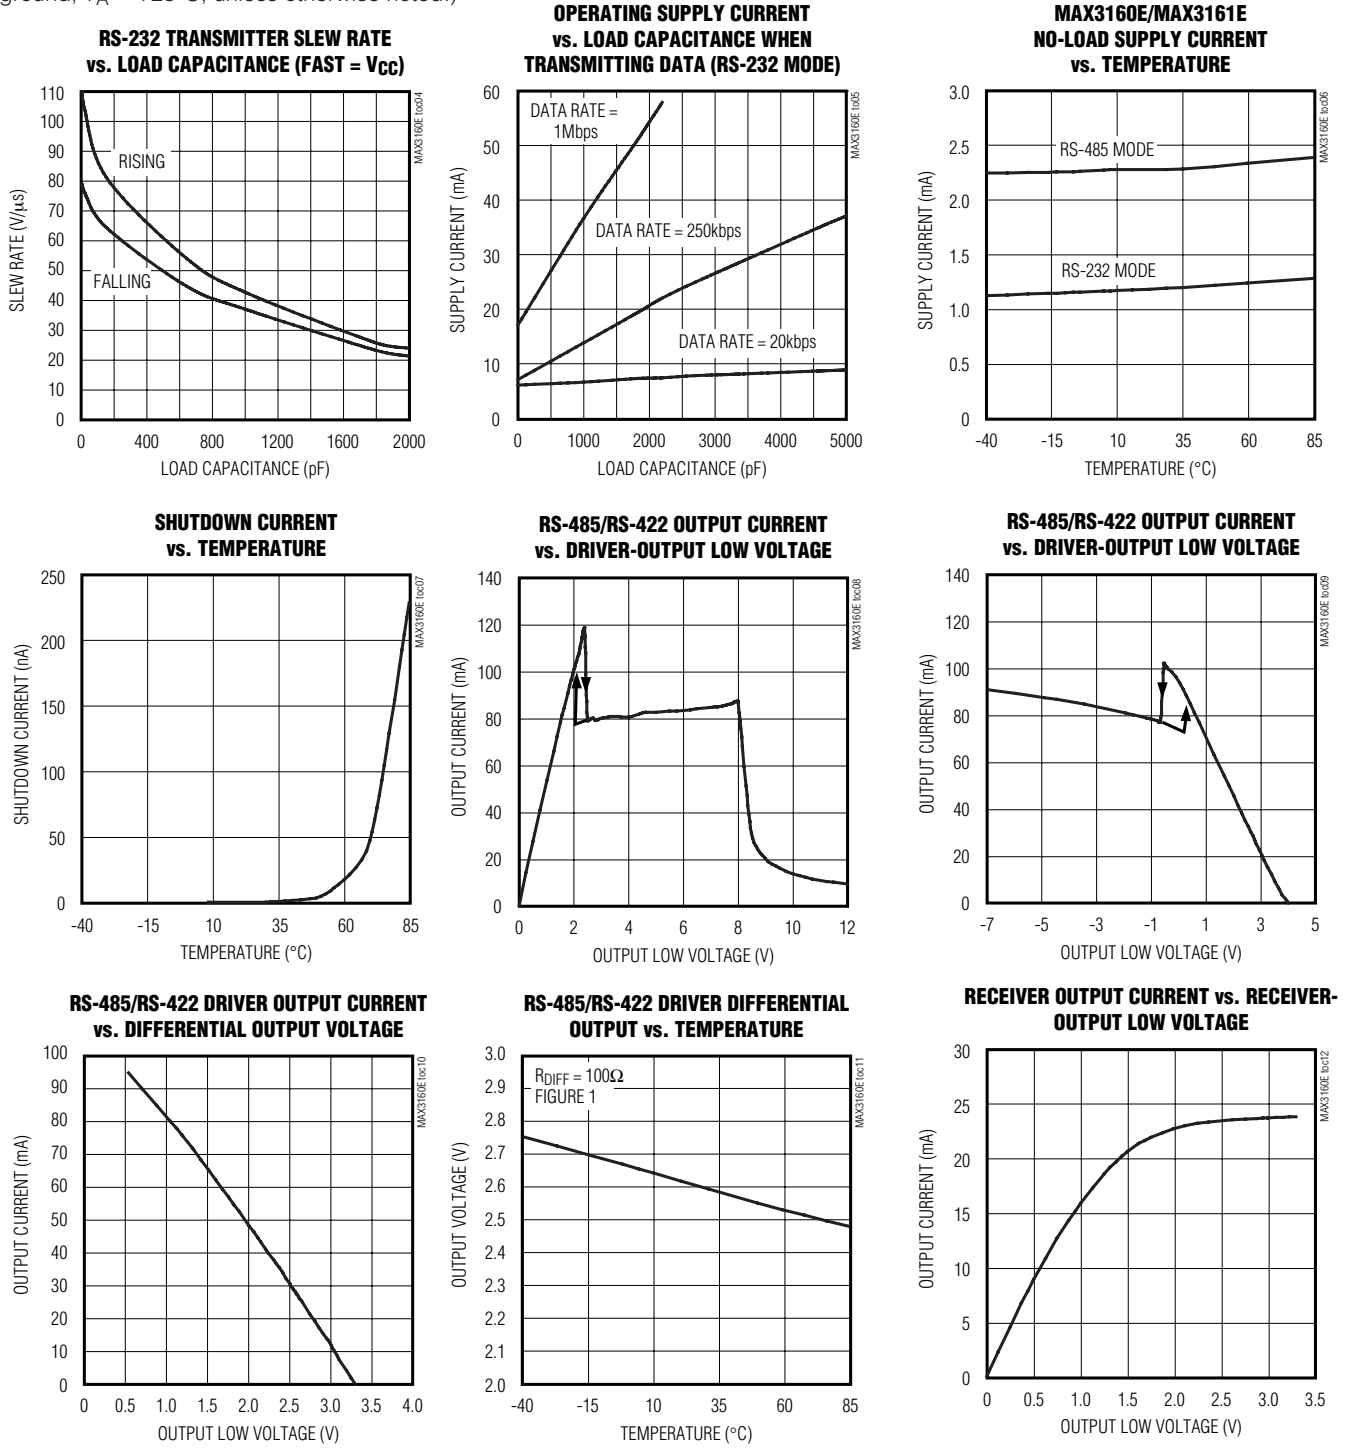 ground, TA = +25°C, unless otherwise noted.)
RS-232 TRANSMITTER SLEW RATE
vs. LOAD CAPACITANCE (FAST = VCC)
110
100
90
80
70
60
50
40
30
20
10
0
SLEW RATE (V/µs)
RISING
FALLING
0 400 800 1200 1600 2000
LOAD CAPACITANCE (pF)
MAX3160E toc04
OPERATING SUPPLY CURRENT
vs. LOAD CAPACITANCE WHEN
TRANSMITTING DATA (RS-232 MODE)
60
50
40
30
20
10
0
SUPPLY CURRENT (mA)
DATA RATE =
1Mbps
DATA RATE = 250kbps
DATA RATE = 20kbps
0 1000 2000 3000 4000 5000
LOAD CAPACITANCE (pF)
MAX3160E toc05
MAX3160E/MAX3161E
NO-LOAD SUPPLY CURRENT
vs. TEMPERATURE
3.0
2.5
2.0
1.5
1.0
0.5
0
SUPPLY CURRENT (mA)
RS-485 MODE
RS-232 MODE
-40 -15 10 35 60 85
TEMPERATURE (°C)
MAX3160E toc06
SHUTDOWN CURRENT
vs. TEMPERATURE
250
200
150
100
50
0
SHUTDOWN CURRENT (nA)
-40 -15 10 35 60 85
TEMPERATURE (°C)
MAX3160E toc07
RS-485/RS-422 OUTPUT CURRENT
vs. DRIVER-OUTPUT LOW VOLTAGE
140
120
100
80
60
40
20
0
OUTPUT CURRENT (mA)
0 2 4 6 8 10 12
OUTPUT LOW VOLTAGE (V)
MAX3160E toc08
RS-485/RS-422 OUTPUT CURRENT
vs. DRIVER-OUTPUT LOW VOLTAGE
140
120
100
80
60
40
20
0
OUTPUT CURRENT (mA)
-7 -5 -3 -1 1 3 5
OUTPUT LOW VOLTAGE (V)
MAX3160E toc09
RS-485/RS-422 DRIVER OUTPUT CURRENT
vs. DIFFERENTIAL OUTPUT VOLTAGE
100
90
80
70
60
50
40
30
20
10
0
OUTPUT CURRENT (mA)
0 0.5 1.0 1.5 2.0 2.5 3.0 3.5 4.0
OUTPUT LOW VOLTAGE (V)
MAX3160E toc10
RS-485/RS-422 DRIVER DIFFERENTIAL
OUTPUT vs. TEMPERATURE
3.0
2.9
2.8
2.7
2.6
2.5
2.4
2.3
2.2
2.1
2.0
OUTPUT VOLTAGE (V)
RDIFF = 100Ω
FIGURE 1
-40 -15 10 35 60 85
TEMPERATURE (°C)
MAX3160E toc11
RECEIVER OUTPUT CURRENT vs. RECEIVER-
OUTPUT LOW VOLTAGE
30
25
20
15
10
5
0
OUTPUT CURRENT (mA)
0 0.5 1.0 1.5 2.0 2.5 3.0 3.5
OUTPUT LOW VOLTAGE (V)
MAX3160E toc12